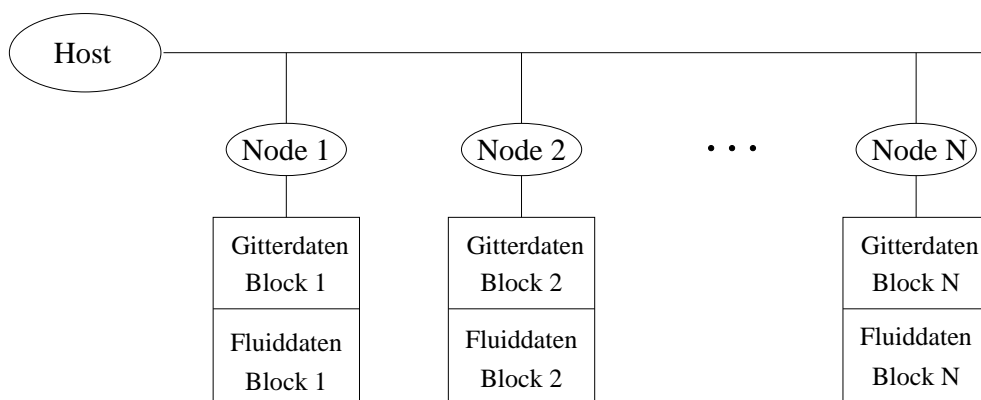 Host
Node 1
Node 2
. . .
Node N
Gitterdaten
Block 1
Fluiddaten
Block 1
Gitterdaten
Block 2
Fluiddaten
Block 2
Gitterdaten
Block N
Fluiddaten
Block N